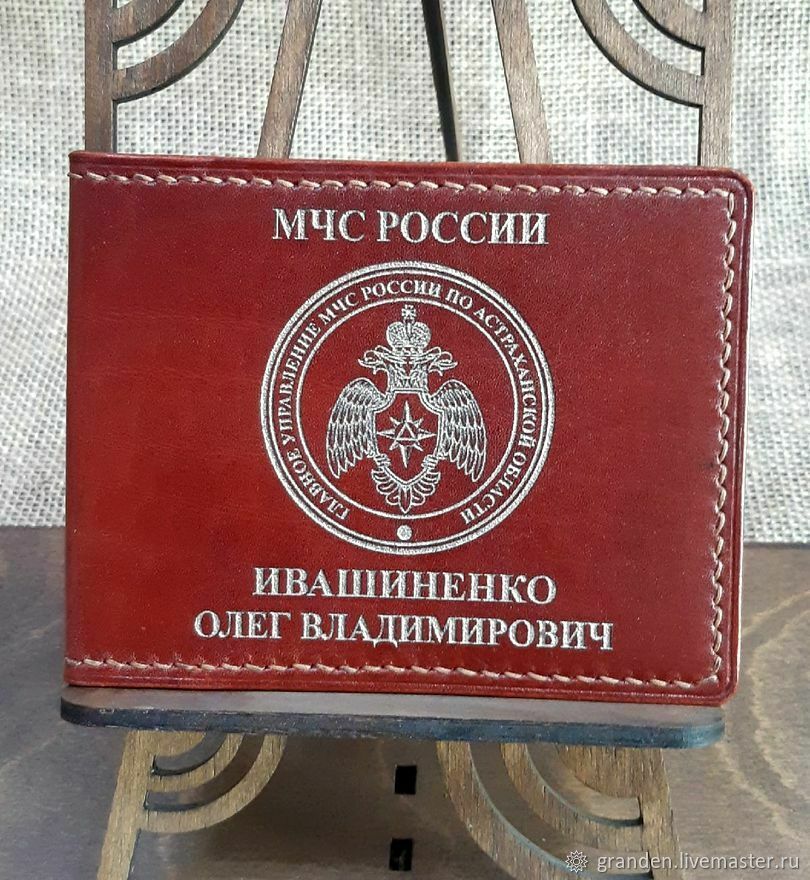 МЧС РОССИИ
ГЛАВНОЕ УПРАВЛЕНИЕ МЧС РОССИИ ПО АСТРАХАНСКОЙ ОБЛАСТИ
ИВАШИНЕНКО
ОЛЕГ ВЛАДИМИРОВИЧ
granden.livemaster.ru